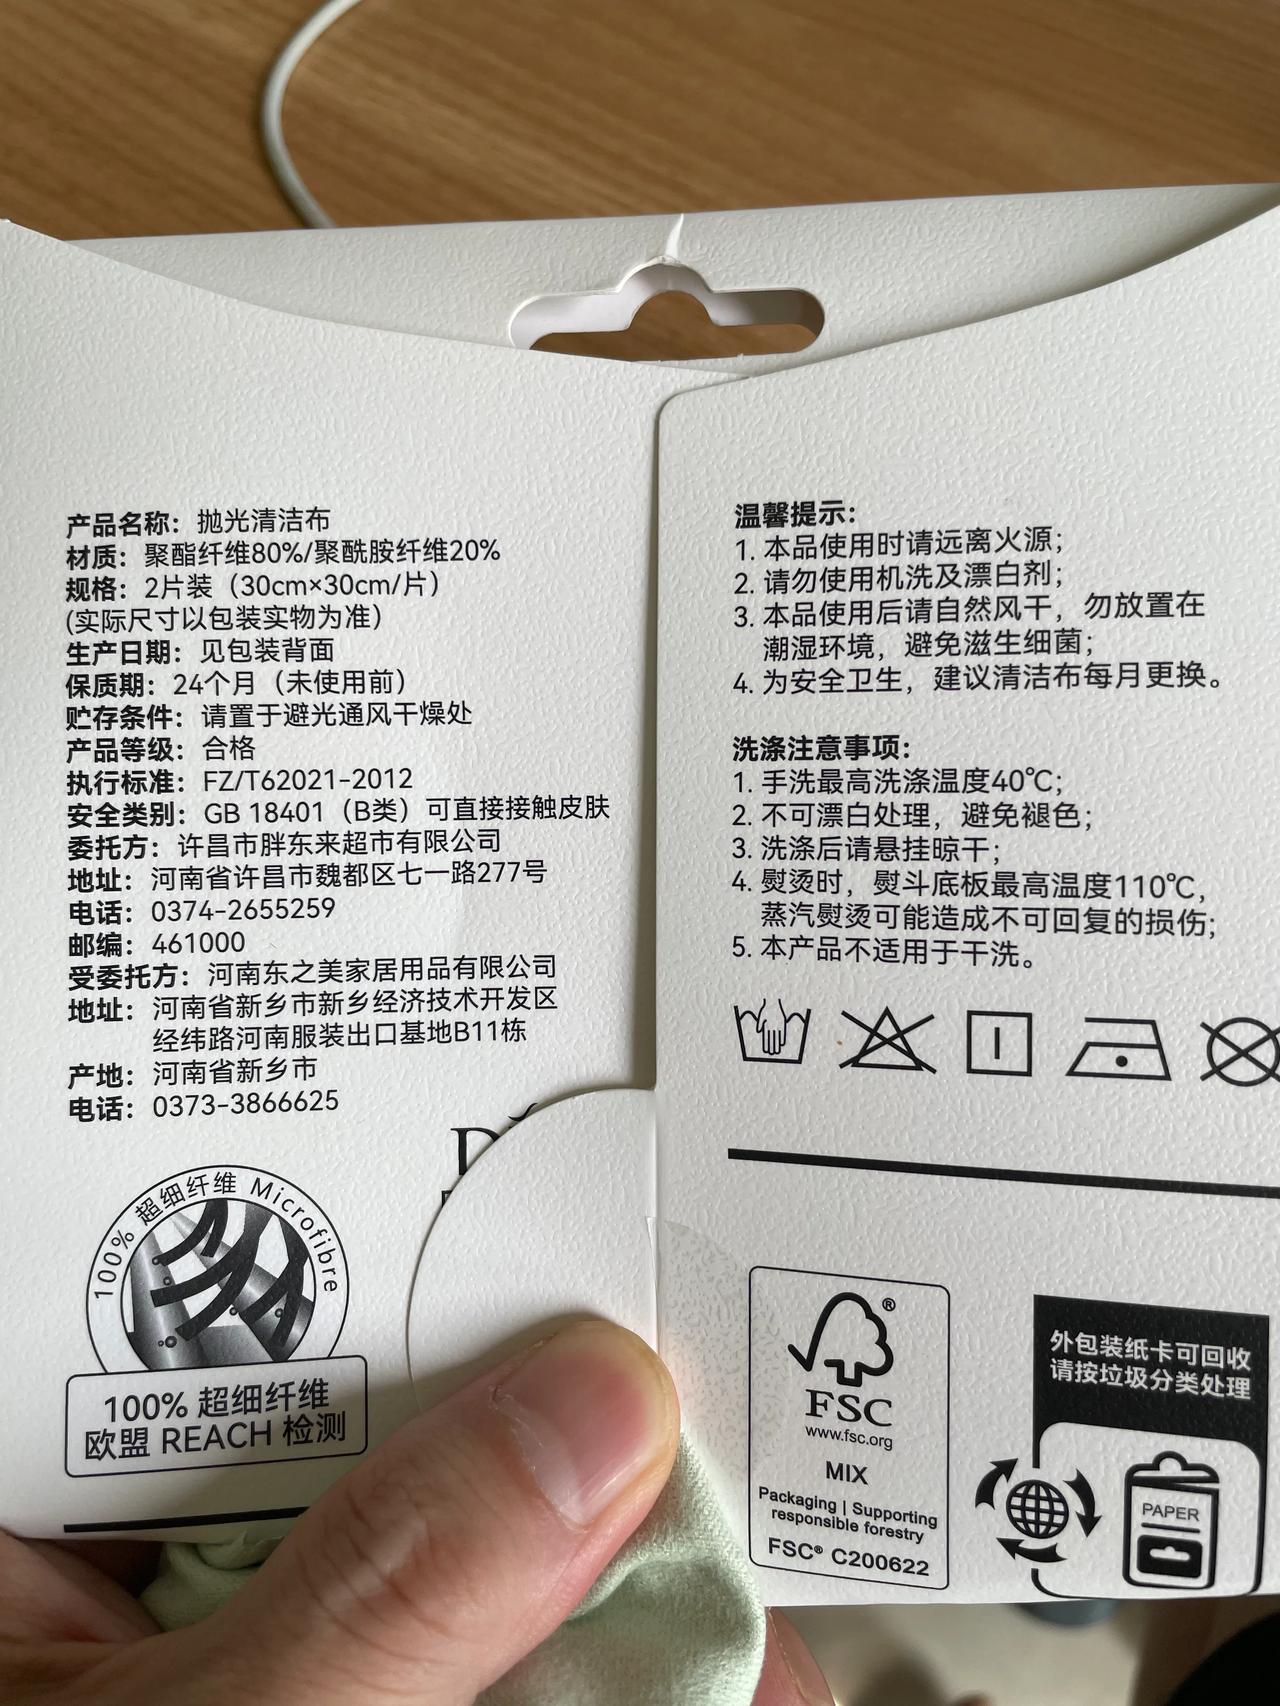 产品名称：抛光清洁布
材质：聚酯纤维80%/聚酰胺纤维20%
规格：2片装（30cm×30cm/片）
(实际尺寸以包装实物为准）
生产日期：见包装背面
保质期：24个月（未使用前）
贮存条件：请置于避光通风干燥处
产品等级：合格
执行标准：FZ/T62021-2012
安全类别：GB 18401（B类）可直接接触皮肤
委托方：许昌市胖东来超市有限公司
地址：河南省许昌市魏都区七一路277号
电话：0374-2655259
邮编：461000
受委托方：河南东之美家居用品有限公司
地址：河南省新乡市新乡经济技术开发区
经纬路河南服装出口基地B11栋
产地：河南省新乡市
电话：0373-3866625
100% 超细纤维 Microfibre
100% 超细纤维
欧盟 REACH 检测
温馨提示：
1. 本品使用时请远离火源；
2. 请勿使用机洗及漂白剂；
3. 本品使用后请自然风干，勿放置在
潮湿环境，避免滋生细菌；
4. 为安全卫生，建议清洁布每月更换。
洗涤注意事项：
1. 手洗最高洗涤温度40℃；
2. 不可漂白处理，避免褪色；
3. 洗涤后请悬挂晾干；
4. 熨烫时，熨斗底板最高温度110℃，
蒸汽熨烫可能造成不可回复的损伤；
5. 本产品不适用于干洗。
FSC®
www.fsc.org
MIX
Packaging | Supporting
responsible forestry
FSC® C200622
外包装纸卡可回收
请按垃圾分类处理
PAPER